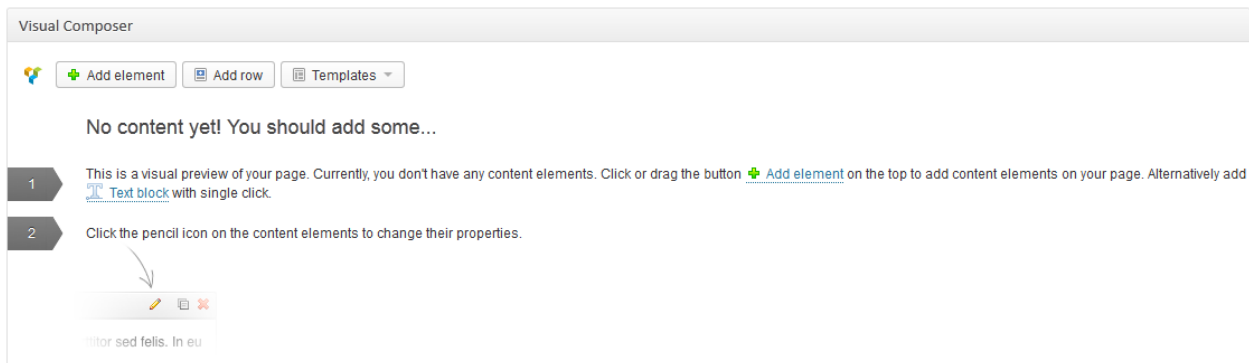 Visual Composer
Add element Add row Templates
No content yet! You should add some...
1 This is a visual preview of your page. Currently, you don't have any content elements. Click or drag the button Add element on the top to add content elements on your page. Alternatively add
Text block with single click.
2 Click the pencil icon on the content elements to change their properties.
ttitor sed felis. In eu